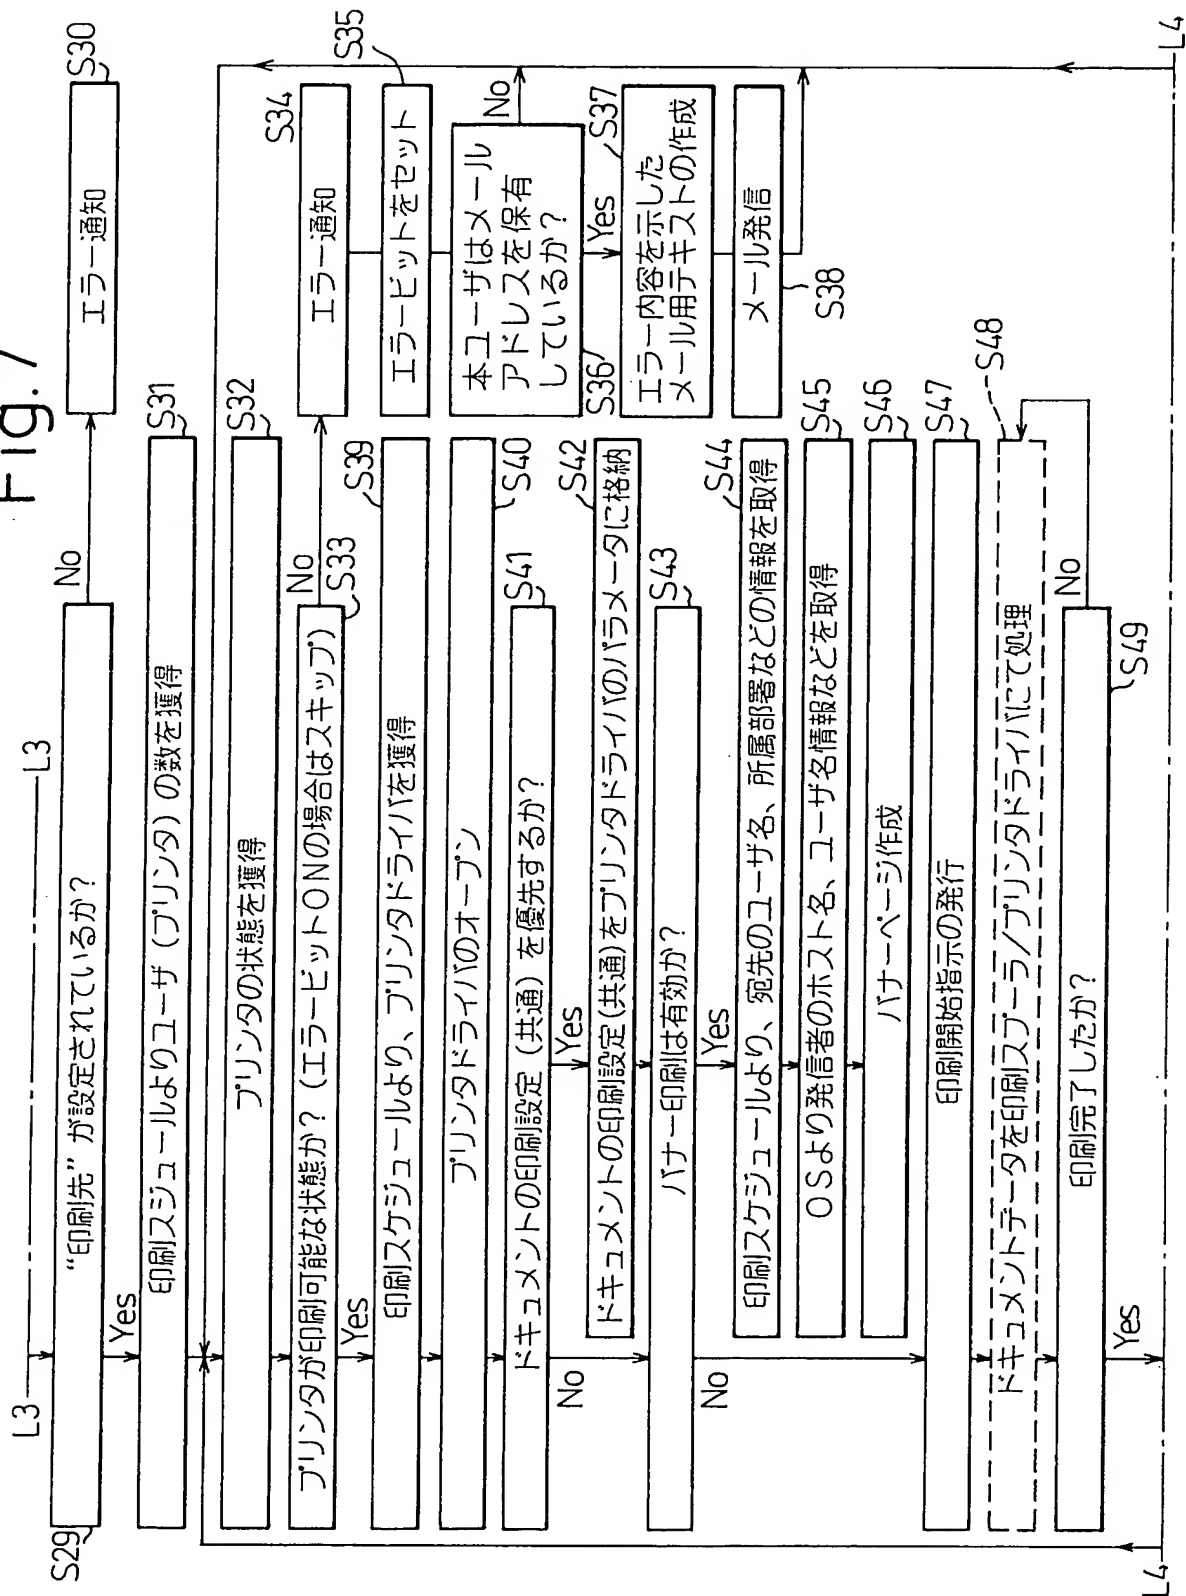 Fig. 7
L3
L3
"印刷先" が設定されているか?
S29
No
エラー通知
S30
Yes
印刷スジュールよりユーザ (プリンタ) の数を獲得
S31
プリンタの状態を獲得
S32
プリンタが印刷可能な状態か? (エラービットONの場合はスキップ)
S33
No
エラー通知
S34
エラービットをセット
S35
本ユーザはメール
アドレスを保有
しているか?
S36
No
Yes
エラー内容を示した
メール用テキストの作成
S37
メール発信
S38
Yes
印刷スケジュールより、プリンタドライバを獲得
S39
プリンタドライバのオープン
S40
ドキュメントの印刷設定 (共通) を優先するか?
S41
Yes
No
ドキュメントの印刷設定(共通)をプリンタドライバのパラメータに格納
S42
バナー印刷は有効か?
S43
Yes
No
印刷スケジュールより、宛先のユーザ名、所属部署などの情報を取得
S44
OSより発信者のホスト名、ユーザ名情報などを取得
S45
バナーページ作成
S46
印刷開始指示の発行
S47
ドキュメントデータを印刷スプーラ/プリンタドライバにて処理
S48
印刷完了したか?
S49
No
Yes
L4
L4